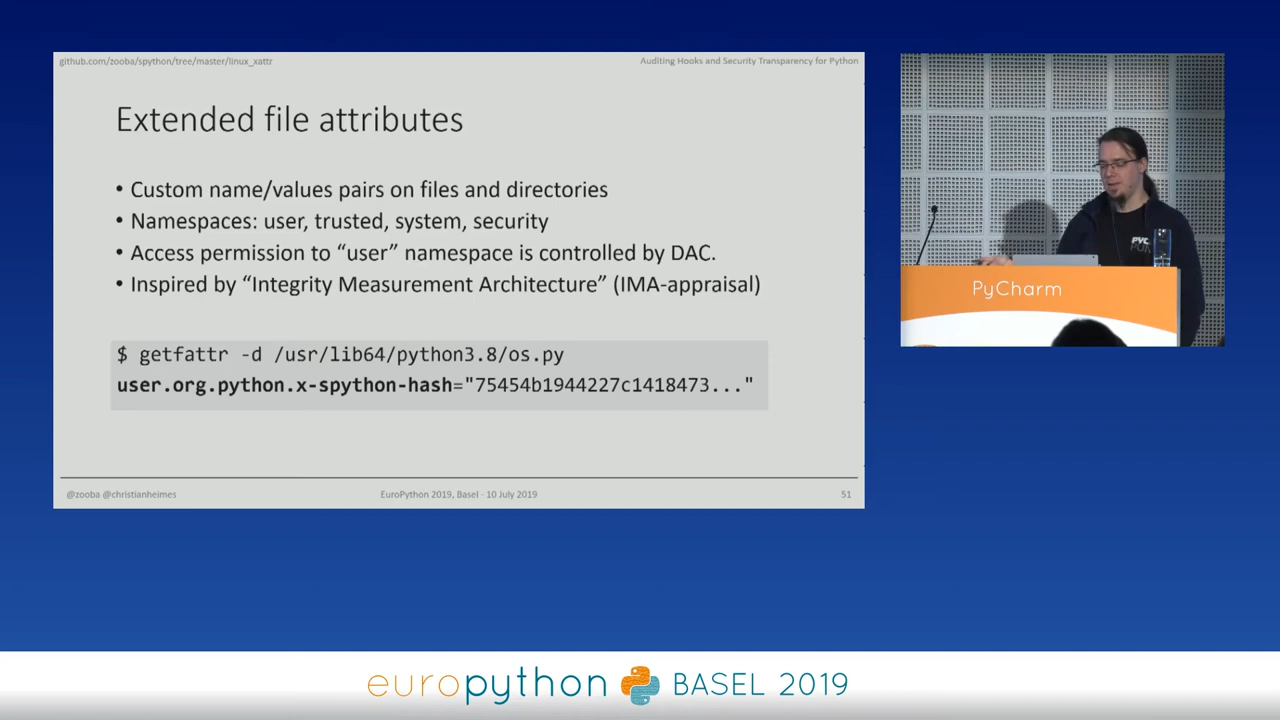 github.com/zooba/spython/tree/master/linux_xattr
Auditing Hooks and Security Transparency for Python
Extended file attributes
• Custom name/values pairs on files and directories
• Namespaces: user, trusted, system, security
• Access permission to “user” namespace is controlled by DAC.
• Inspired by “Integrity Measurement Architecture” (IMA-appraisal)
$ getfattr -d /usr/lib64/python3.8/os.py
user.org.python.x-spython-hash="75454b1944227c1418473..."
@zooba @christianheimes
EuroPython 2019, Basel - 10 July 2019
51
PyCharm
europython BASEL 2019